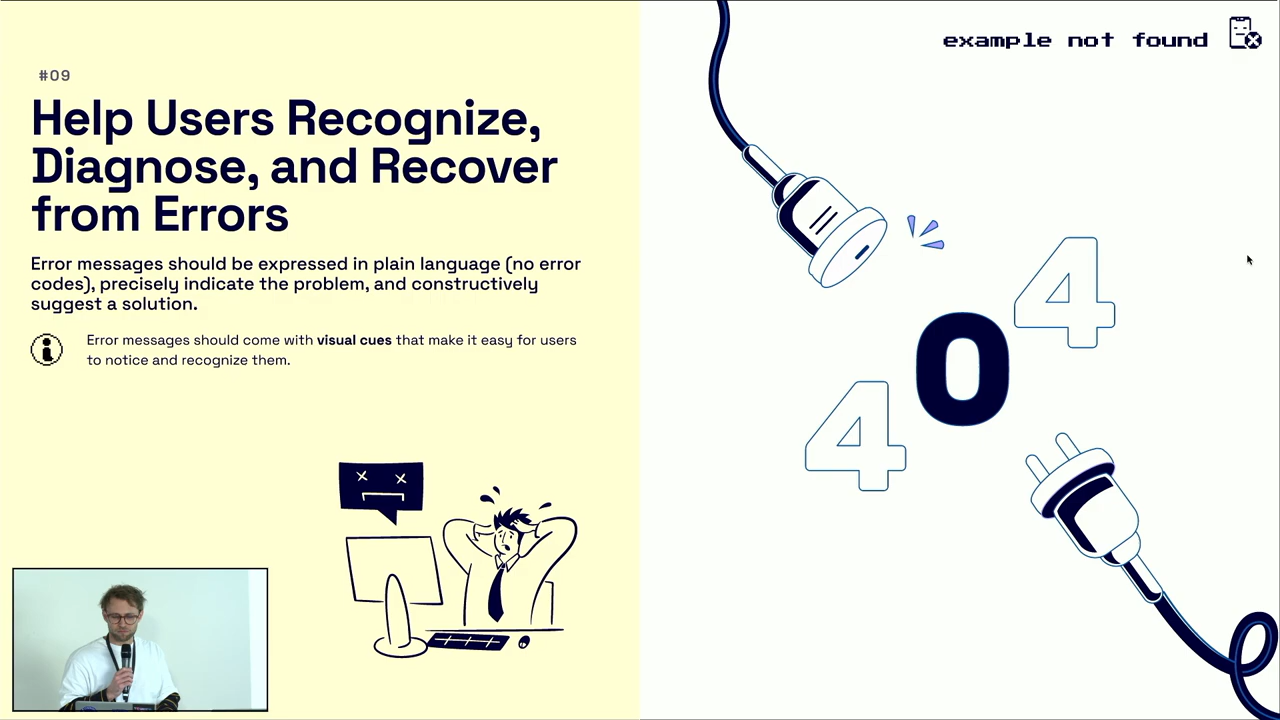 #09
Help Users Recognize,
Diagnose, and Recover
from Errors
Error messages should be expressed in plain language (no error
codes), precisely indicate the problem, and constructively
suggest a solution.
Error messages should come with visual cues that make it easy for users
to notice and recognize them.
example not found
4
0
4